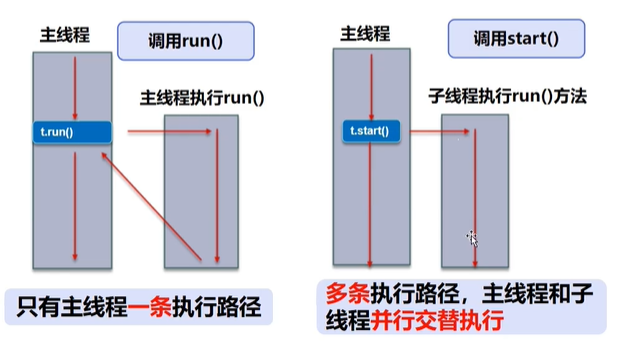 主线程
调用run()
主线程执行run()
t.run()
只有主线程一条执行路径
主线程
调用start()
子线程执行run()方法
t.start()
多条执行路径，主线程和子
线程并行交替执行